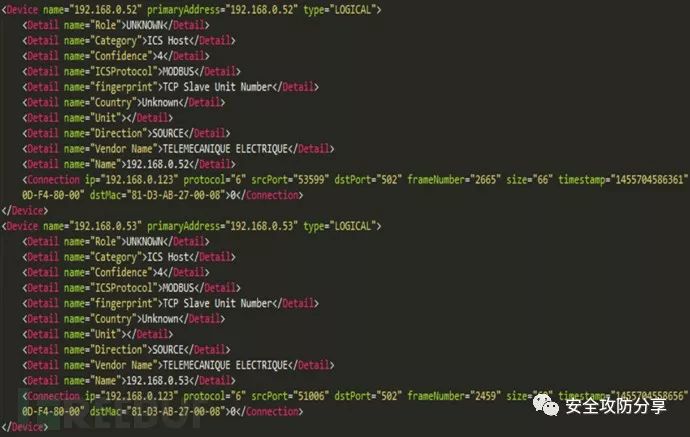 <Device name="192.168.0.52" primaryAddress="192.168.0.52" type="LOGICAL">
<Detail name="Role">UNKNOWN</Detail>
<Detail name="Category">ICS Host</Detail>
<Detail name="Confidence">4</Detail>
<Detail name="ICSProtocol">MODBUS</Detail>
<Detail name="fingerprint">TCP Slave Unit Number</Detail>
<Detail name="Country">Unknown</Detail>
<Detail name="Unit"></Detail>
<Detail name="Direction">SOURCE</Detail>
<Detail name="Vendor Name">TELEMECANIQUE ELECTRIQUE</Detail>
<Detail name="Name">192.168.0.52</Detail>
<Connection ip="192.168.0.123" protocol="6" srcPort="53599" dstPort="502" frameNumber="2665" size="66" timestamp="1455704586361"
0D-F4-80-00" dstMac="81-D3-AB-27-00-08">0</Connection>
</Device>
<Device name="192.168.0.53" primaryAddress="192.168.0.53" type="LOGICAL">
<Detail name="Role">UNKNOWN</Detail>
<Detail name="Category">ICS Host</Detail>
<Detail name="Confidence">4</Detail>
<Detail name="ICSProtocol">MODBUS</Detail>
<Detail name="fingerprint">TCP Slave Unit Number</Detail>
<Detail name="Country">Unknown</Detail>
<Detail name="Unit"></Detail>
<Detail name="Direction">SOURCE</Detail>
<Detail name="Vendor Name">TELEMECANIQUE ELECTRIQUE</Detail>
<Detail name="Name">192.168.0.53</Detail>
<Connection ip="192.168.0.123" protocol="6" srcPort="51006" dstPort="502" frameNumber="2459" timestamp="1455704558656"
0D-F4-80-00" dstMac="81-D3-AB-27-00-08">0</Connection>
</Device>
REEBUF
安全攻防分享